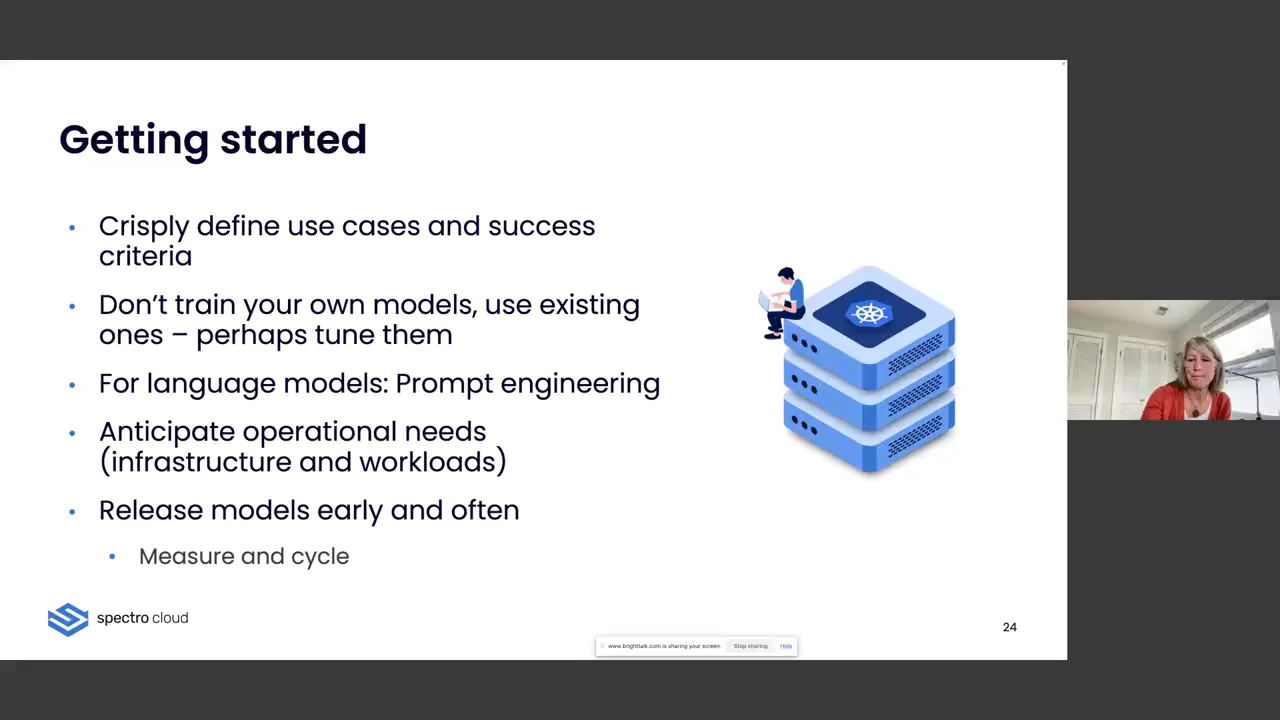 Getting started
• Crisply define use cases and success
criteria
• Don’t train your own models, use existing
ones – perhaps tune them
• For language models: Prompt engineering
• Anticipate operational needs
(infrastructure and workloads)
• Release models early and often
• Measure and cycle
spectro cloud
24
www.brighttalk.com is sharing your screen. Stop sharing Hide